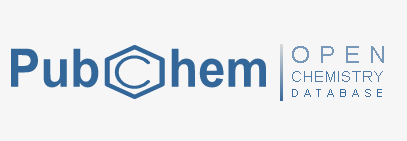 PubChem
OPEN
CHEMISTRY
DATABASE